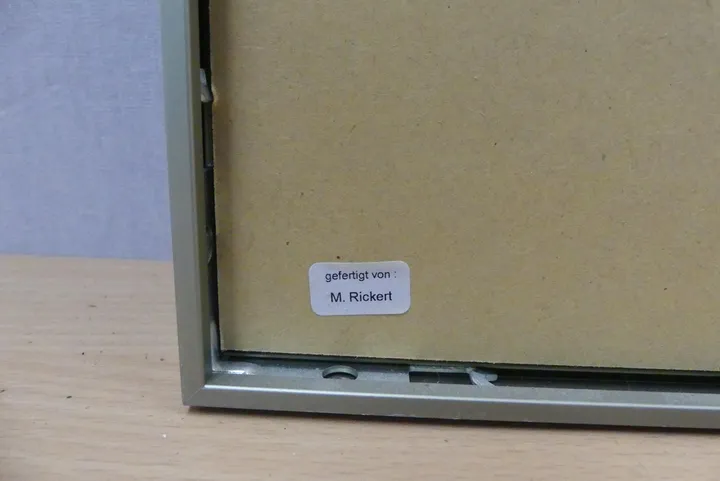 gefertigt von :
M. Rickert